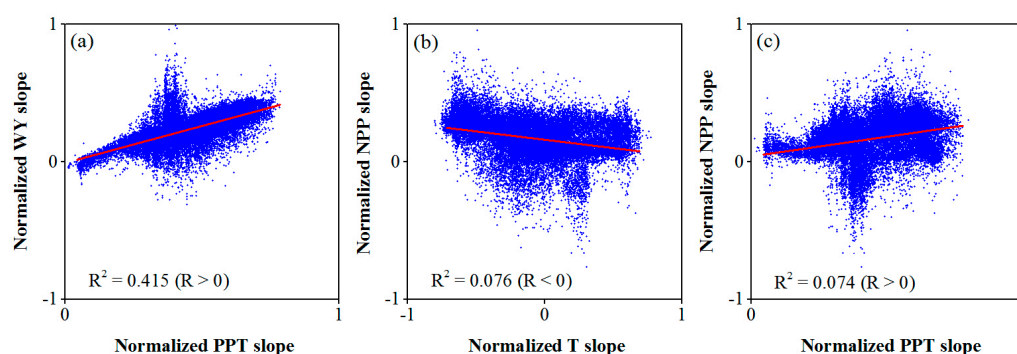 (a)
1
0
-1
Normalized WY slope
R² = 0.415 (R > 0)
0
1
Normalized PPT slope
(b)
1
0
-1
Normalized NPP slope
R² = 0.076 (R < 0)
-1
0
1
Normalized T slope
(c)
1
0
-1
Normalized NPP slope
R² = 0.074 (R > 0)
0
Normalized PPT slope